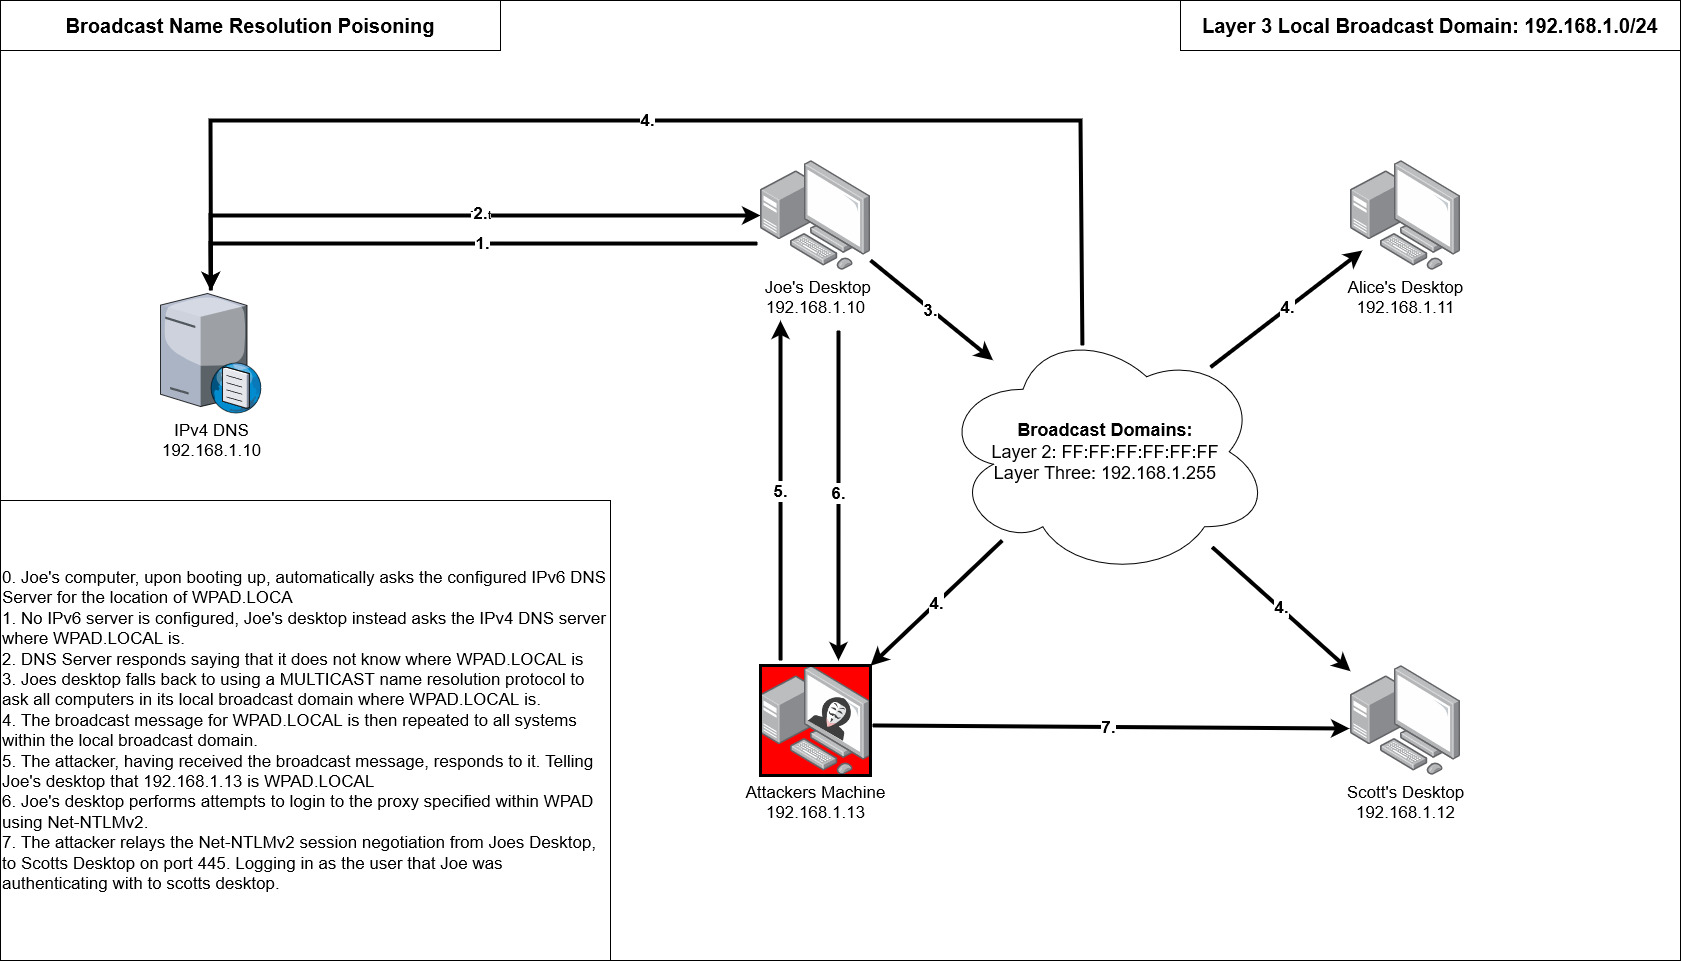 Broadcast Name Resolution Poisoning
Layer 3 Local Broadcast Domain: 192.168.1.0/24
4.
2.t
1.
Joe's Desktop
192.168.1.10
3.
Alice's Desktop
192.168.1.11
4.
IPv4 DNS
192.168.1.10
Broadcast Domains:
Layer 2: FF:FF:FF:FF:FF:FF
Layer Three: 192.168.1.255
5.
6.
4.
4.
7.
Attackers Machine
192.168.1.13
Scott's Desktop
192.168.1.12
0. Joe's computer, upon booting up, automatically asks the configured IPv6 DNS
Server for the location of WPAD.LOCA
1. No IPv6 server is configured, Joe's desktop instead asks the IPv4 DNS server
where WPAD.LOCAL is.
2. DNS Server responds saying that it does not know where WPAD.LOCAL is
3. Joes desktop falls back to using a MULTICAST name resolution protocol to
ask all computers in its local broadcast domain where WPAD.LOCAL is.
4. The broadcast message for WPAD.LOCAL is then repeated to all systems
within the local broadcast domain.
5. The attacker, having received the broadcast message, responds to it. Telling
Joe's desktop that 192.168.1.13 is WPAD.LOCAL
6. Joe's desktop performs attempts to login to the proxy specified within WPAD
using Net-NTLMv2.
7. The attacker relays the Net-NTLMv2 session negotiation from Joes Desktop,
to Scotts Desktop on port 445. Logging in as the user that Joe was
authenticating with to scotts desktop.